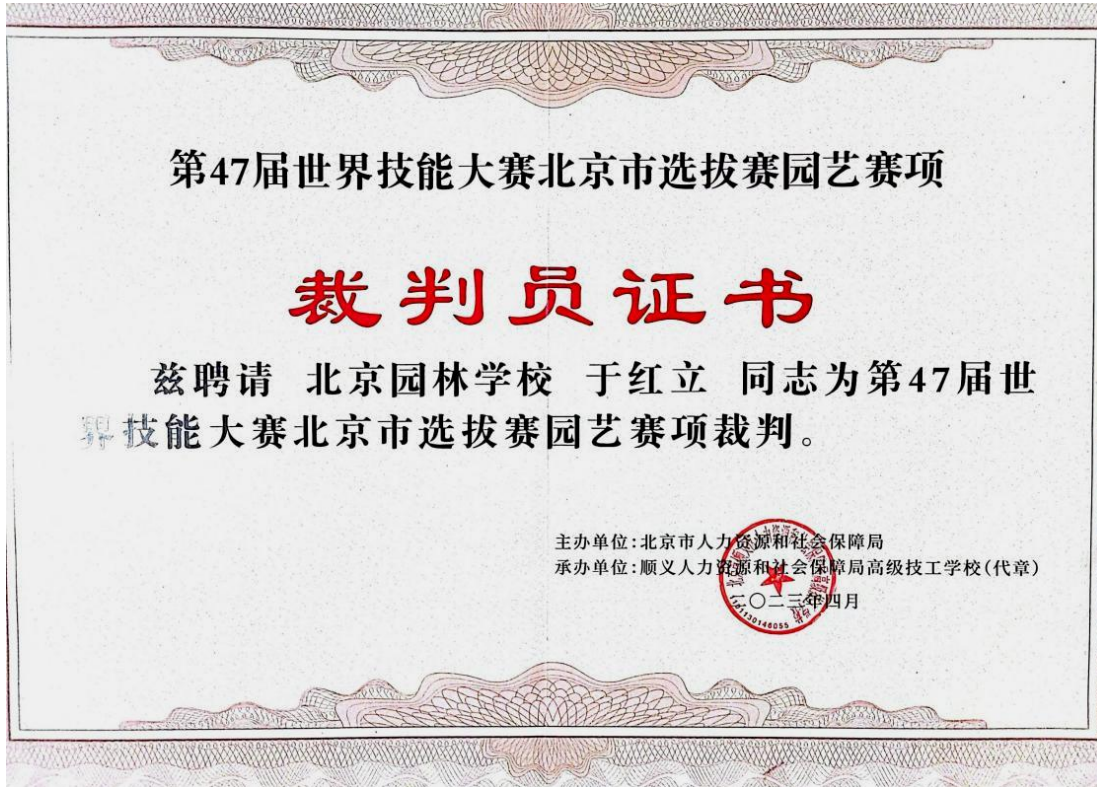 第47届世界技能大赛北京市选拔赛园艺赛项
裁判员证书
兹聘请 北京园林学校 于红立 同志为第47届世
界技能大赛北京市选拔赛园艺赛项裁判。
主办单位:北京市人力资源和社会保障局
承办单位:顺义人力资源和社会保障局高级技工学校(代章)
二〇二三年四月